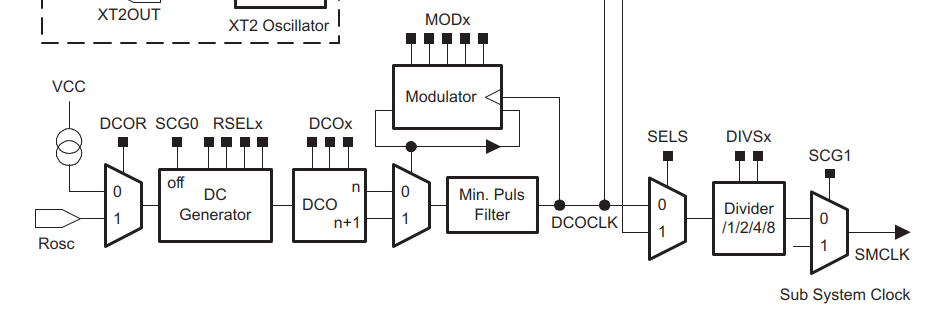 XT2OUT
XT2 Oscillator
MODx
VCC
Modulator
DCOR
SCG0
RSELx
DCOx
SELS
DIVSx
SCG1
0
1
off
DC
Generator
DCO
n
n+1
0
1
Min. Puls
Filter
DCOCLK
0
1
Divider
/1/2/4/8
0
1
Rosc
SMCLK
Sub System Clock